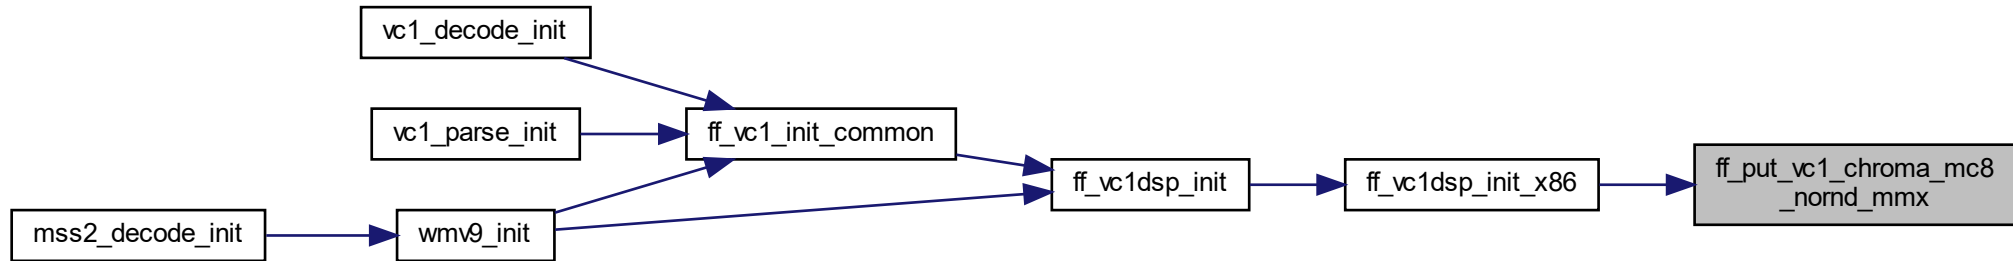 vc1_decode_init
vc1_parse_init
ff_vc1_init_common
mss2_decode_init
wmv9_init
ff_vc1dsp_init
ff_vc1dsp_init_x86
ff_put_vc1_chroma_mc8
_nornd_mmx